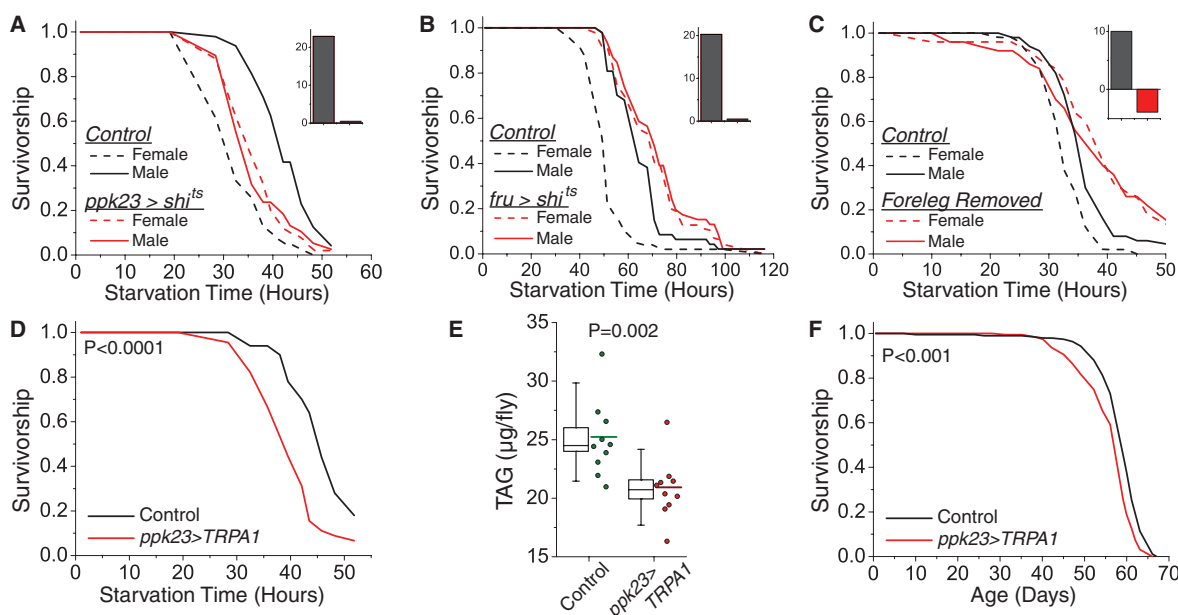 A
1.0
0.8
0.6
0.4
0.2
0.0
Survivorship
20
10
0
Control
Female
Male
ppk23 > shi^ts
Female
Male
0 10 20 30 40 50 60
Starvation Time (Hours)
B
1.0
0.8
0.6
0.4
0.2
0.0
Survivorship
20
10
0
Control
Female
Male
fru > shi^ts
Female
Male
0 20 40 60 80 100 120
Starvation Time (Hours)
C
1.0
0.8
0.6
0.4
0.2
0.0
Survivorship
10
0
Control
Female
Male
Foreleg Removed
Female
Male
0 10 20 30 40 50
Starvation Time (Hours)
D
1.0
0.8
0.6
0.4
0.2
0.0
Survivorship
P<0.0001
Control
ppk23>TRPA1
0 10 20 30 40 50
Starvation Time (Hours)
E
35
30
25
20
15
TAG (µg/fly)
P=0.002
Control
ppk23>
TRPA1
F
1.0
0.8
0.6
0.4
0.2
0.0
Survivorship
P<0.001
Control
ppk23>TRPA1
0 10 20 30 40 50 60 70
Age (Days)